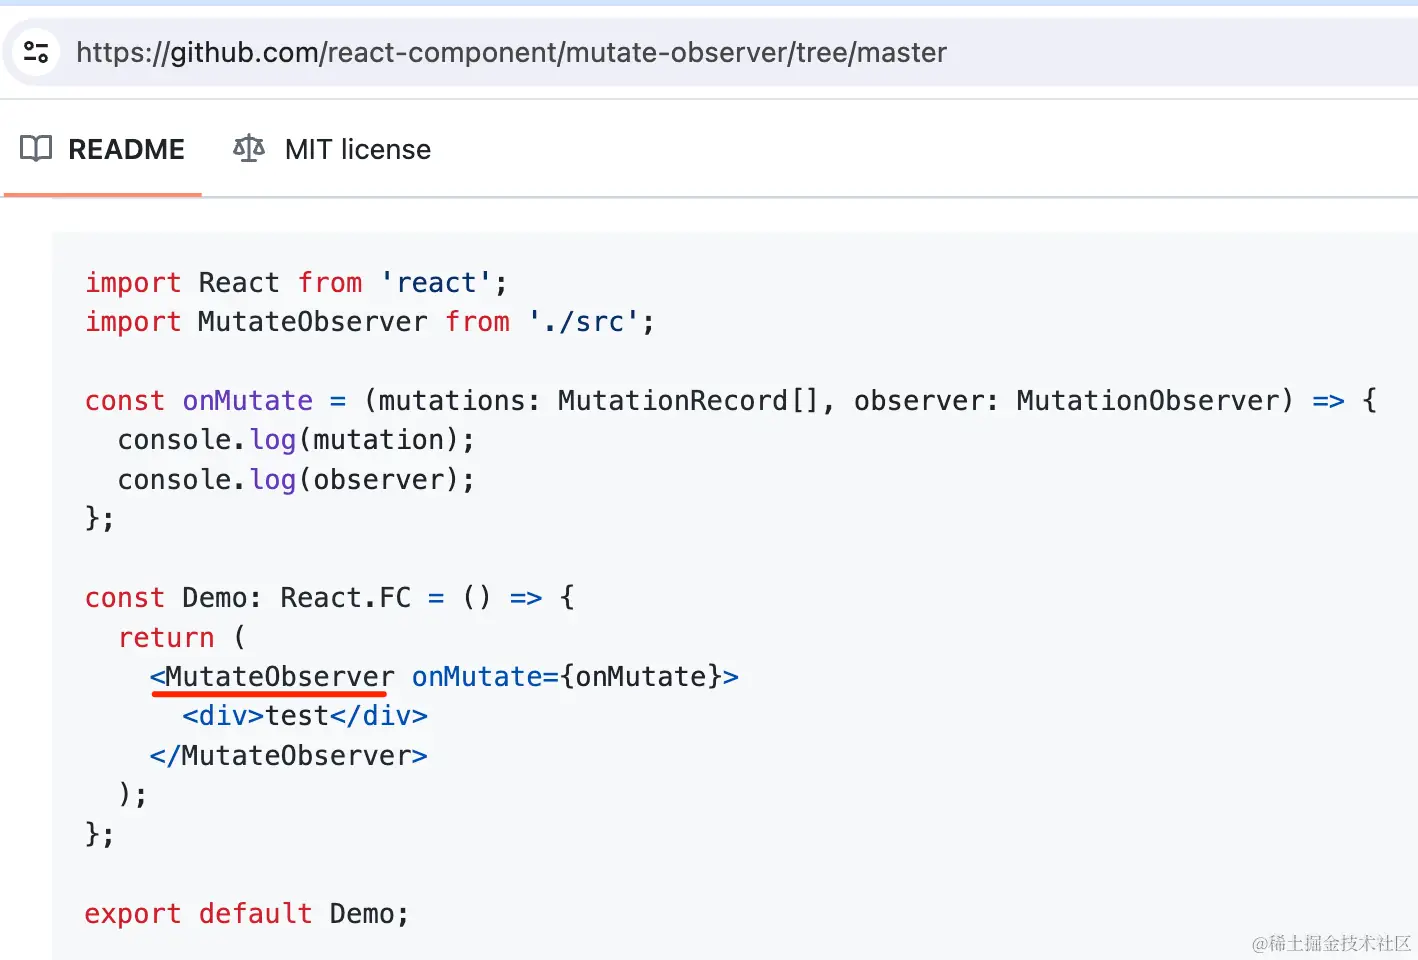 https://github.com/react-component/mutate-observer/tree/master
README MIT license
import React from 'react';
import MutateObserver from './src';
const onMutate = (mutations: MutationRecord[], observer: MutationObserver) => {
  console.log(mutation);
  console.log(observer);
};
const Demo: React.FC = () => {
  return (
    <MutateObserver onMutate={onMutate}>
      <div>test</div>
    </MutateObserver>
  );
};
export default Demo;
@稀土掘金技术社区